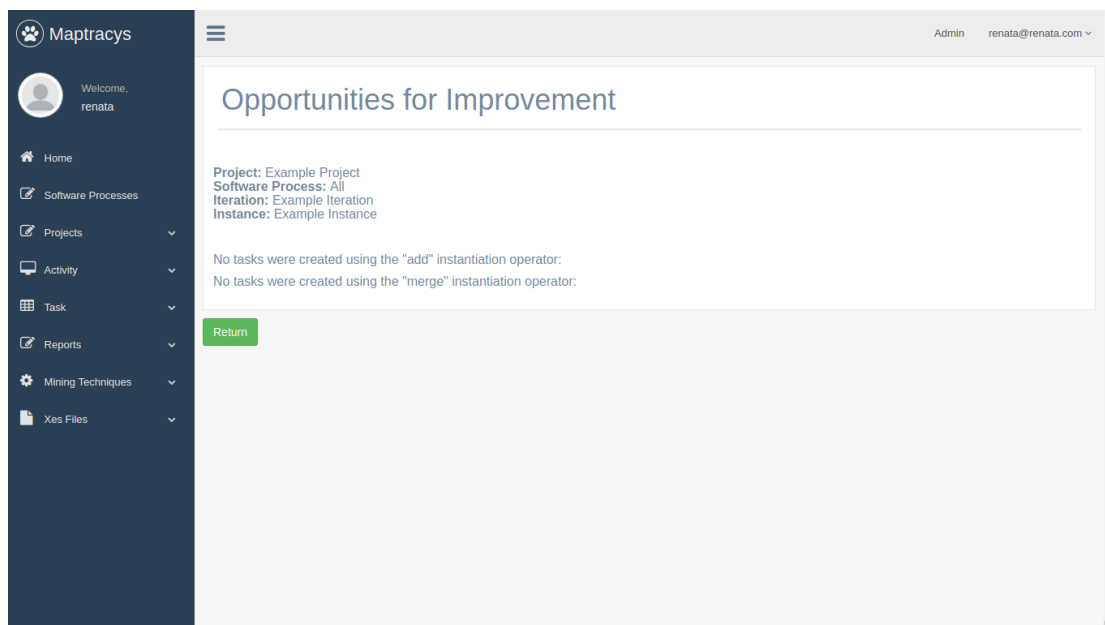 Maptracys
Admin renata@renata.com
Welcome,
renata
Home
Software Processes
Projects
Activity
Task
Reports
Mining Techniques
Xes Files
Opportunities for Improvement
Project: Example Project
Software Process: All
Iteration: Example Iteration
Instance: Example Instance
No tasks were created using the "add" instantiation operator:
No tasks were created using the "merge" instantiation operator:
Return